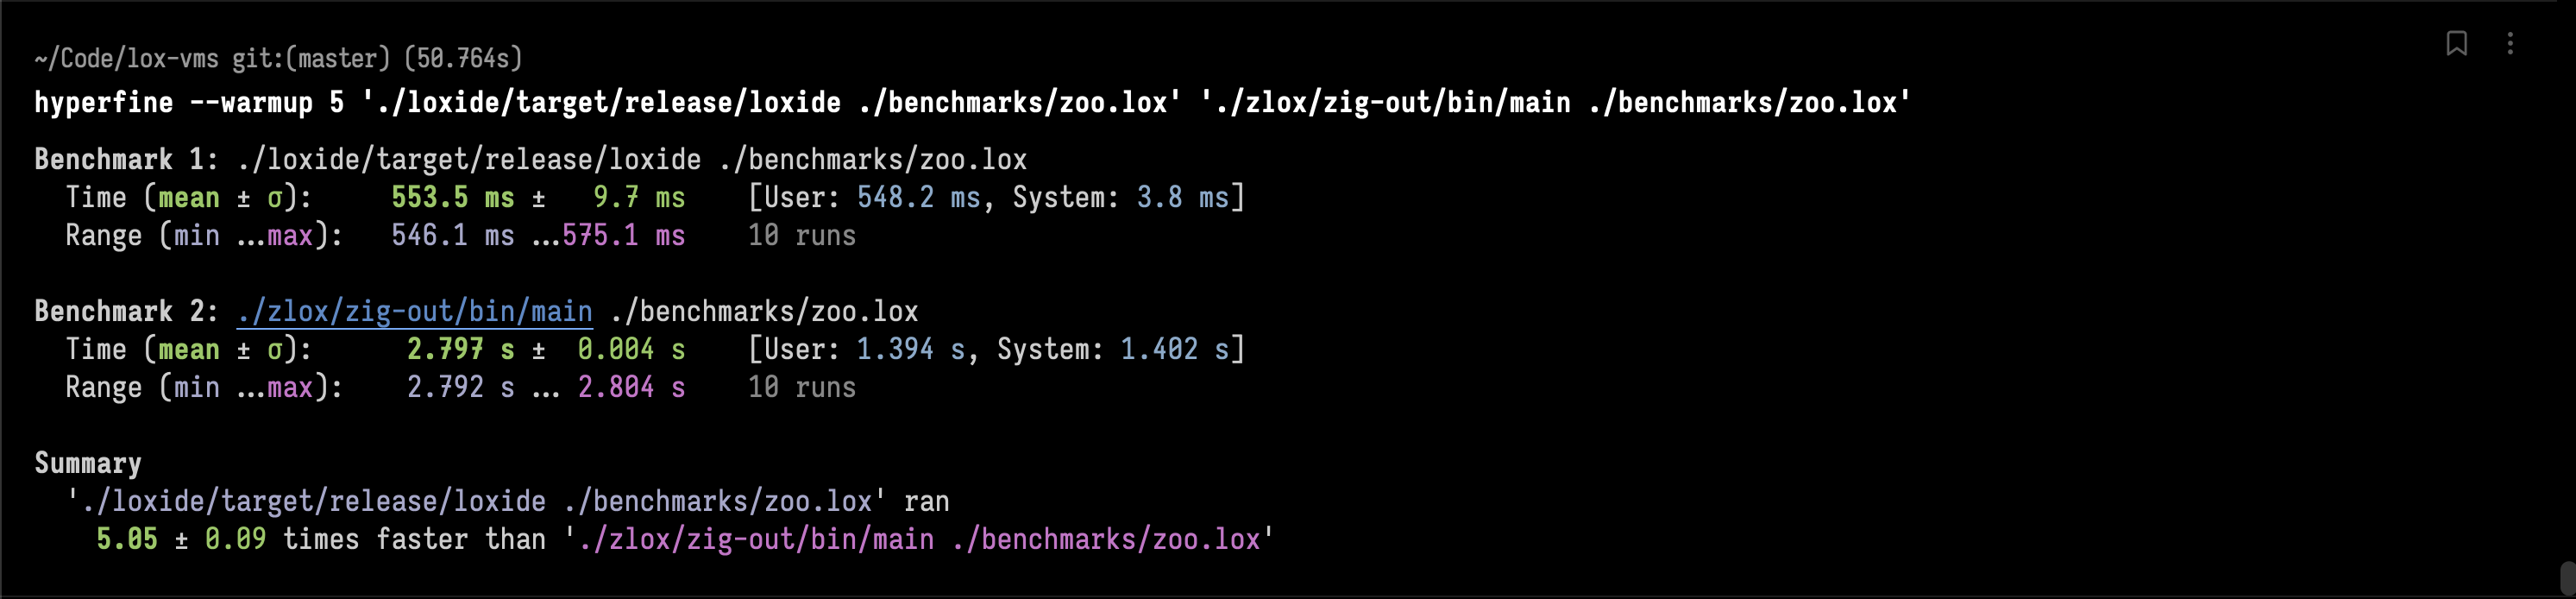 ~/Code/lox-vms git:(master) (50.764s)
hyperfine --warmup 5 './loxide/target/release/loxide ./benchmarks/zoo.lox' './zlox/zig-out/bin/main ./benchmarks/zoo.lox'
Benchmark 1: ./loxide/target/release/loxide ./benchmarks/zoo.lox
Time (mean ± σ): 553.5 ms ± 9.7 ms [User: 548.2 ms, System: 3.8 ms]
Range (min … max): 546.1 ms … 575.1 ms 10 runs
Benchmark 2: ./zlox/zig-out/bin/main ./benchmarks/zoo.lox
Time (mean ± σ): 2.797 s ± 0.004 s [User: 1.394 s, System: 1.402 s]
Range (min … max): 2.792 s … 2.804 s 10 runs
Summary
'./loxide/target/release/loxide ./benchmarks/zoo.lox' ran
5.05 ± 0.09 times faster than './zlox/zig-out/bin/main ./benchmarks/zoo.lox'